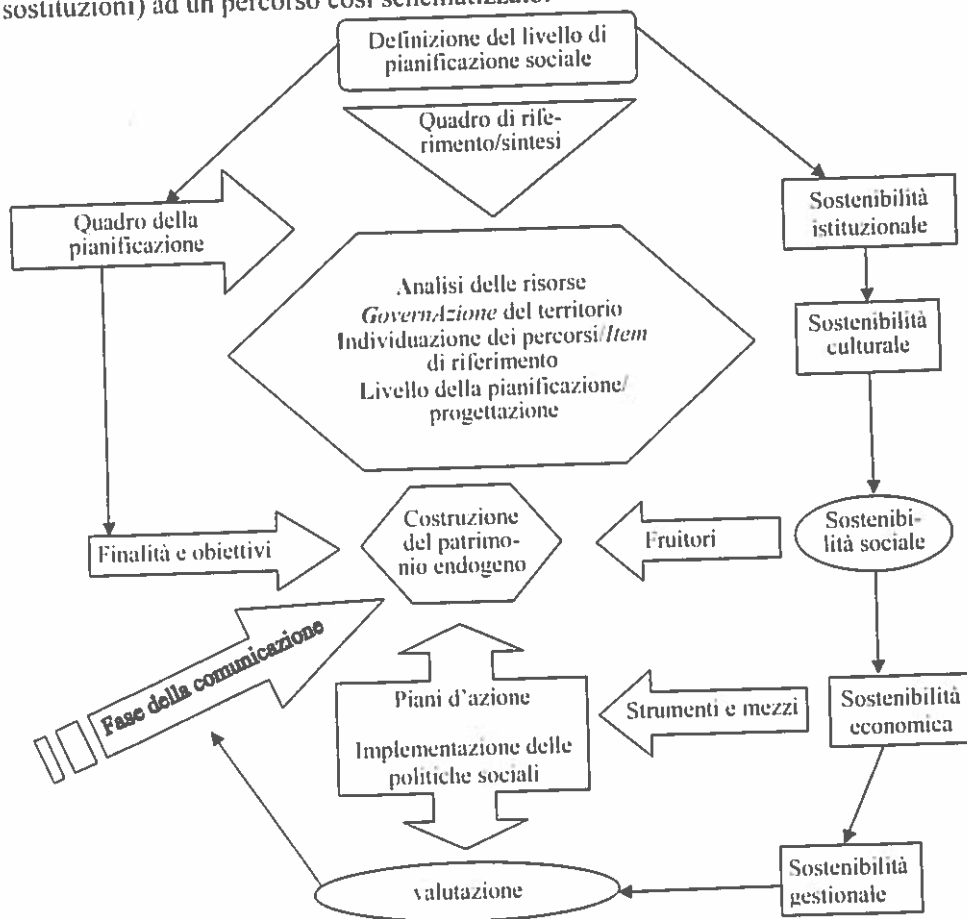 sostituzioni) ad un percorso così schematizzato:
Definizione del livello di
pianificazione sociale
Quadro di rife-
rimento/sintesi
Quadro della
pianificazione
Sostenibilità
istituzionale
Analisi delle risorse
GovernAzione del territorio
Individuazione dei percorsi/Item
di riferimento
Livello della pianificazione/
progettazione
Sostenibilità
culturale
Finalità e obiettivi
Costruzione
del patrimo-
nio endogeno
Fruitori
Sostenibi-
lità sociale
Fase della comunicazione
Piani d'azione
Implementazione delle
politiche sociali
Strumenti e mezzi
Sostenibilità
economica
valutazione
Sostenibilità
gestionale